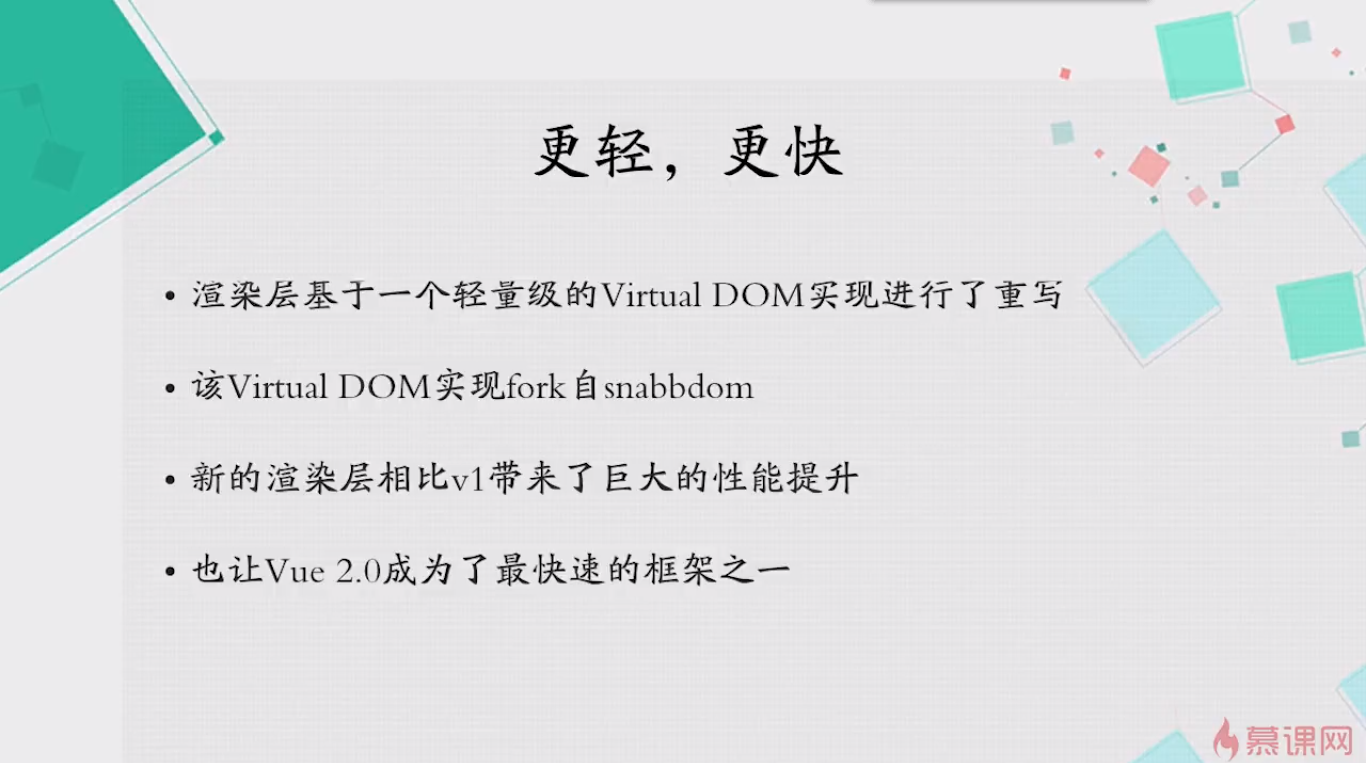 更轻，更快
• 渲染层基于一个轻量级的Virtual DOM实现进行了重写
• 该Virtual DOM实现fork自snabbdom
• 新的渲染层相比v1带来了巨大的性能提升
• 也让Vue 2.0成为了最快速的框架之一
慕课网